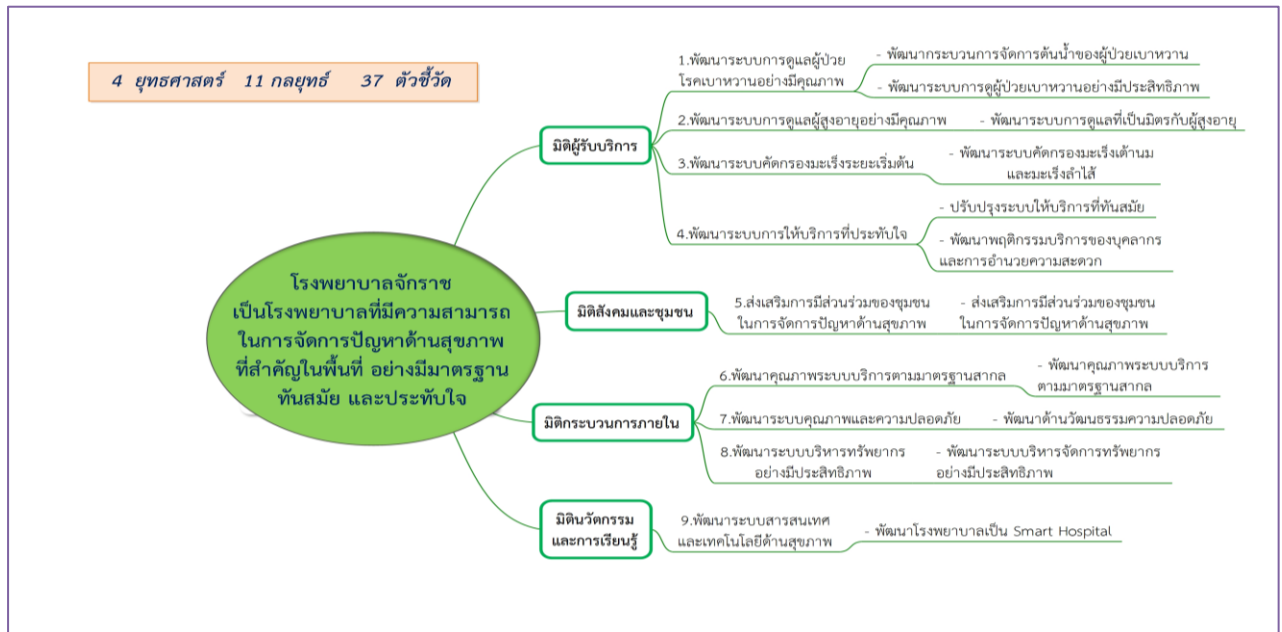 4 ยุทธศาสตร์ 11 กลยุทธ์ 37 ตัวชี้วัด
โรงพยาบาลจักราช
เป็นโรงพยาบาลที่มีความสามารถ
ในการจัดการปัญหาด้านสุขภาพ
ที่สำคัญในพื้นที่ อย่างมีมาตรฐาน
ทันสมัย และประทับใจ
มิติผู้รับบริการ
1.พัฒนาระบบการดูแลผู้ป่วย
โรคเบาหวานอย่างมีคุณภาพ
- พัฒนากระบวนการจัดการต้นน้ำของผู้ป่วยเบาหวาน
- พัฒนาระบบการดูผู้ป่วยเบาหวานอย่างมีประสิทธิภาพ
2.พัฒนาระบบการดูแลผู้สูงอายุอย่างมีคุณภาพ
- พัฒนาระบบการดูแลที่เป็นมิตรกับผู้สูงอายุ
3.พัฒนาระบบคัดกรองมะเร็งระยะเริ่มต้น
- พัฒนาระบบคัดกรองมะเร็งเต้านม
และมะเร็งลำไส้
4.พัฒนาระบบการให้บริการที่ประทับใจ
- ปรับปรุงระบบให้บริการที่ทันสมัย
- พัฒนาพฤติกรรมบริการของบุคลากร
และการอำนวยความสะดวก
มิติสังคมและชุมชน
5.ส่งเสริมการมีส่วนร่วมของชุมชน
ในการจัดการปัญหาด้านสุขภาพ
- ส่งเสริมการมีส่วนร่วมของชุมชน
ในการจัดการปัญหาด้านสุขภาพ
มิติกระบวนการภายใน
6.พัฒนาคุณภาพระบบบริการตามมาตรฐานสากล
- พัฒนาคุณภาพระบบบริการ
ตามมาตรฐานสากล
7.พัฒนาระบบคุณภาพและความปลอดภัย
- พัฒนาด้านวัฒนธรรมความปลอดภัย
8.พัฒนาระบบบริหารทรัพยากร
อย่างมีประสิทธิภาพ
- พัฒนาระบบบริหารจัดการทรัพยากร
อย่างมีประสิทธิภาพ
มิตินวัตกรรม
และการเรียนรู้
9.พัฒนาระบบสารสนเทศ
และเทคโนโลยีด้านสุขภาพ
- พัฒนาโรงพยาบาลเป็น Smart Hospital